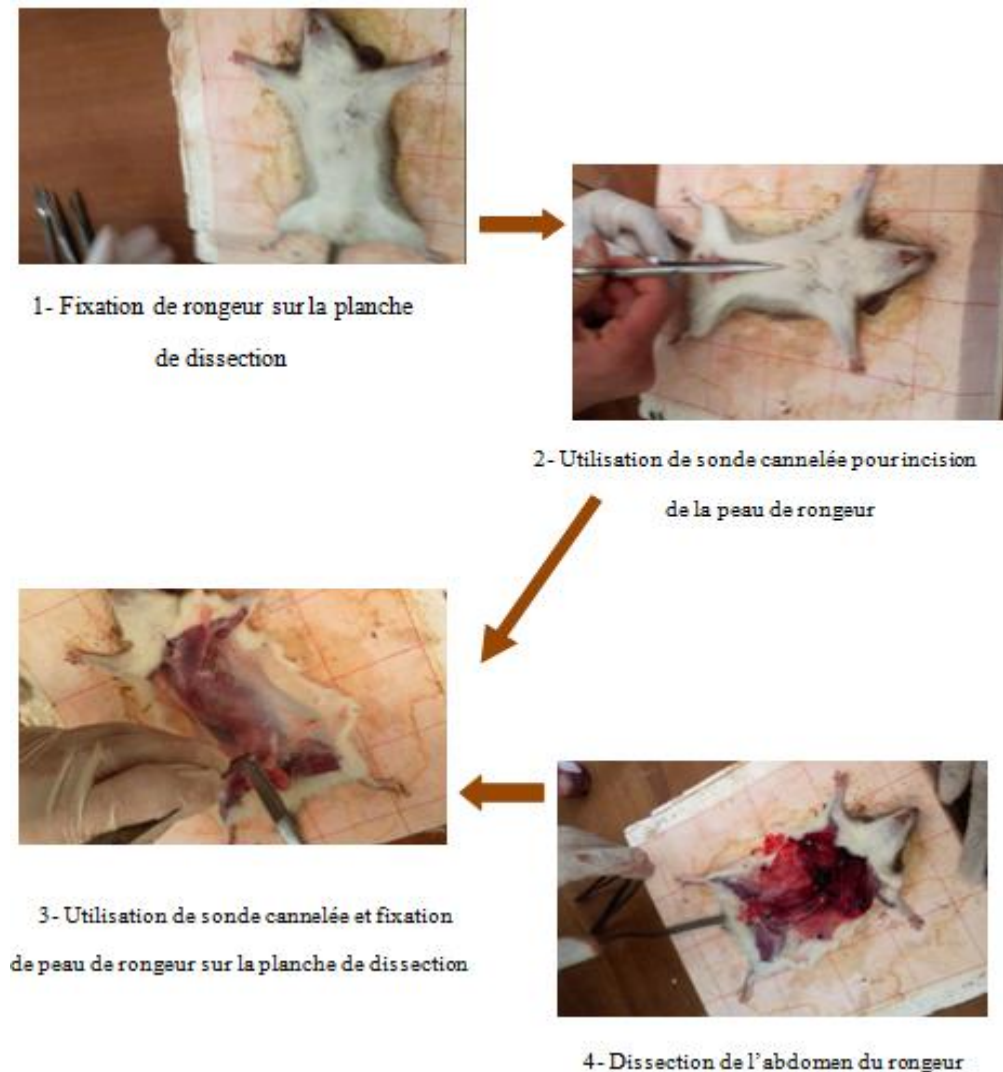 1- Fixation de rongeur sur la planche
de dissection
2- Utilisation de sonde cannelée pour incision
de la peau de rongeur
3- Utilisation de sonde cannelée et fixation
de peau de rongeur sur la planche de dissection
4- Dissection de l'abdomen du rongeur